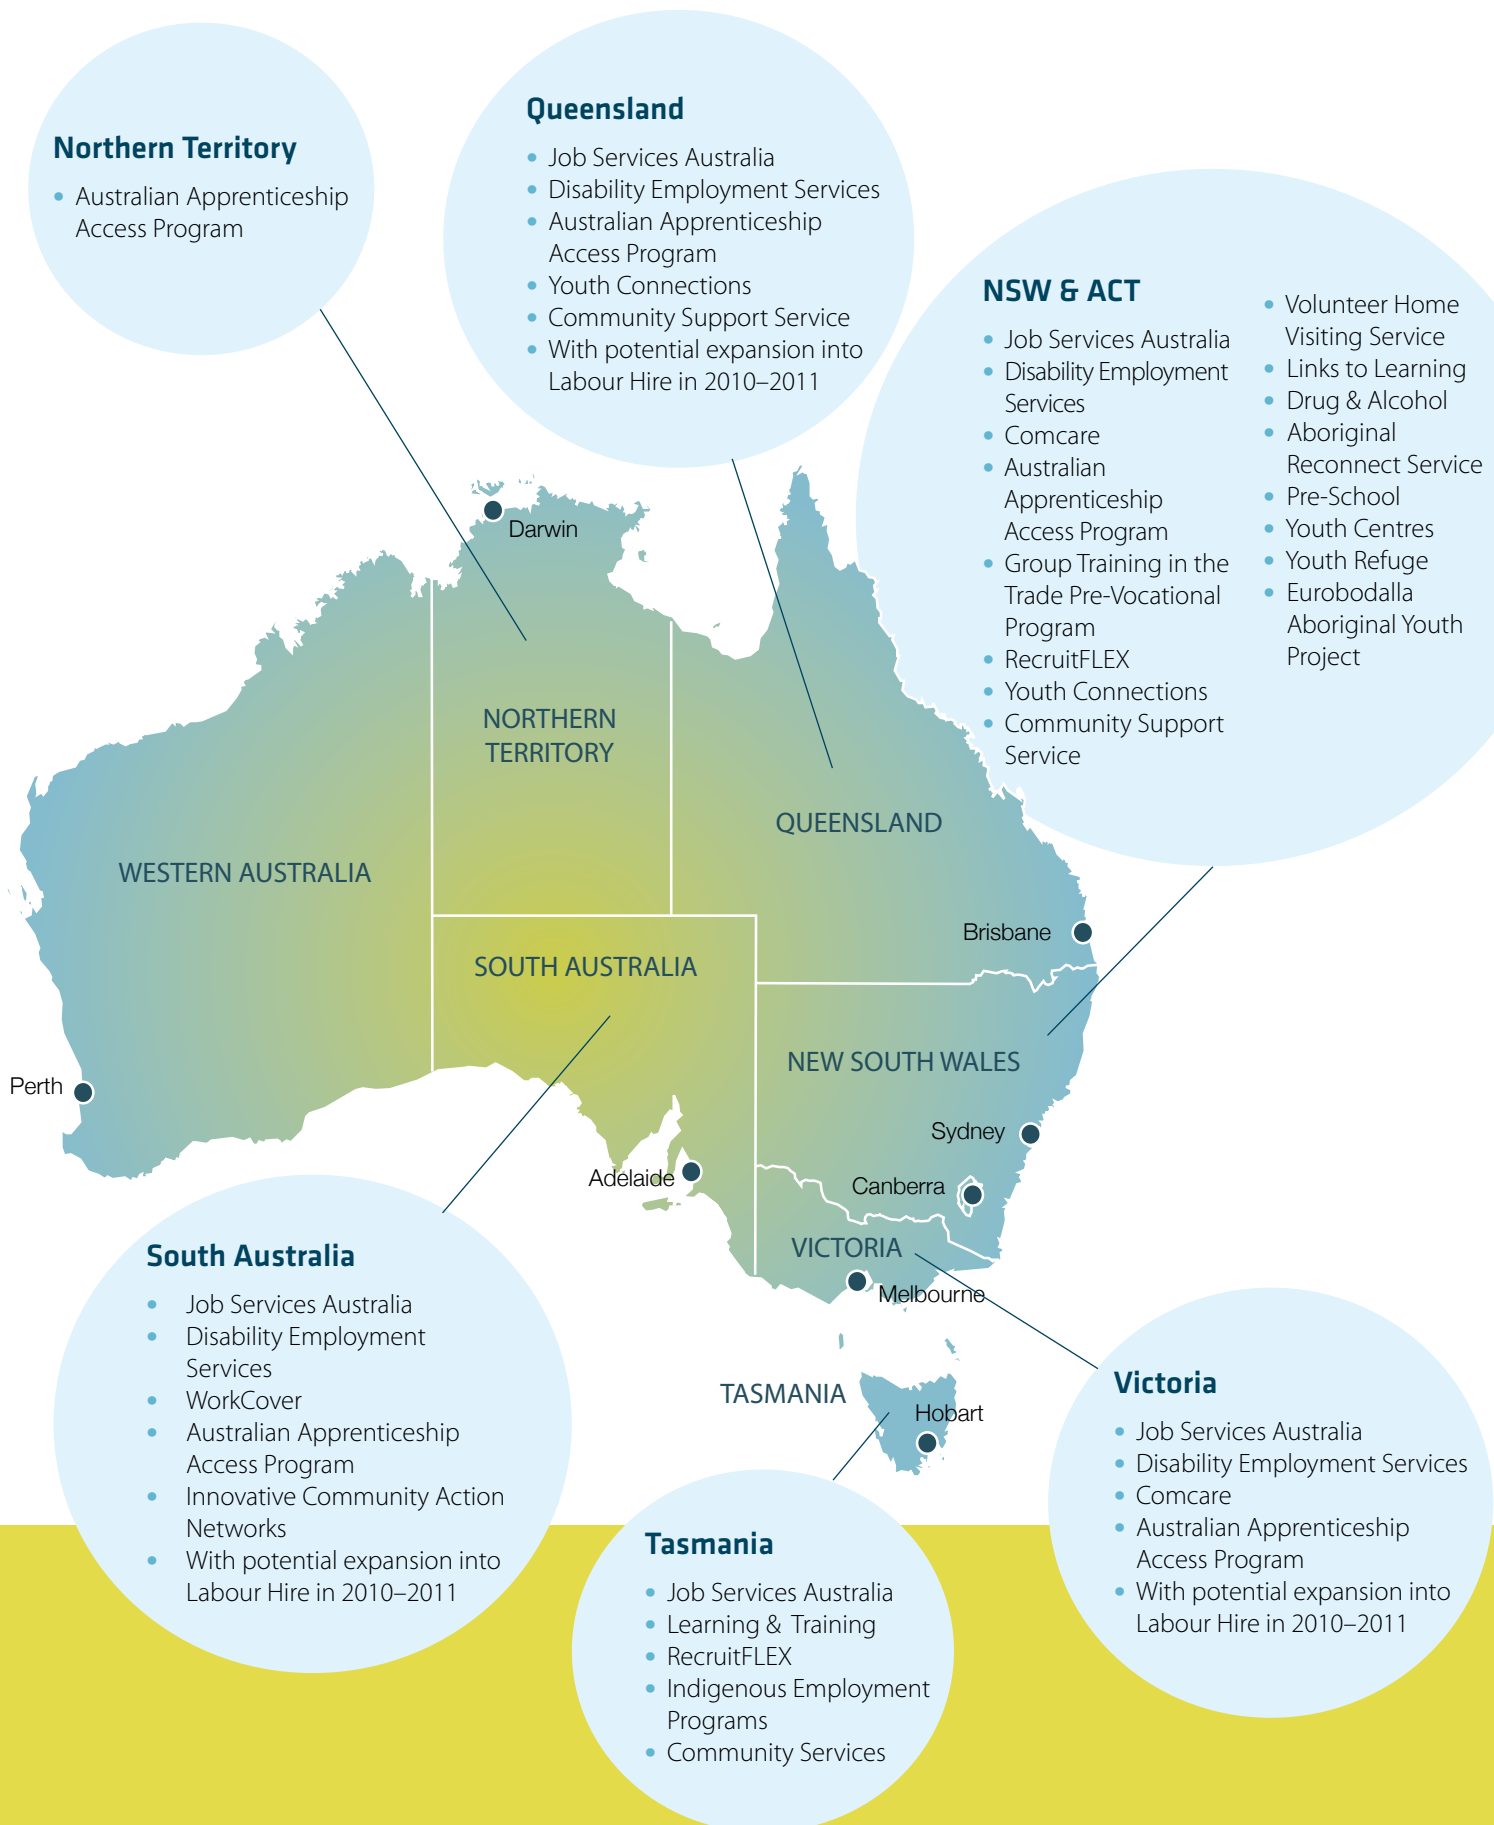 Northern Territory
• Australian Apprenticeship
Access Program
Queensland
• Job Services Australia
• Disability Employment Services
• Australian Apprenticeship
Access Program
• Youth Connections
• Community Support Service
• With potential expansion into
Labour Hire in 2010–2011
NSW & ACT
• Job Services Australia
• Disability Employment
Services
• Comcare
• Australian
Apprenticeship
Access Program
• Group Training in the
Trade Pre-Vocational
Program
• RecruitFLEX
• Youth Connections
• Community Support
Service
• Volunteer Home
Visiting Service
• Links to Learning
• Drug & Alcohol
• Aboriginal
Reconnect Service
• Pre-School
• Youth Centres
• Youth Refuge
• Eurobodalla
Aboriginal Youth
Project
Darwin
NORTHERN
TERRITORY
QUEENSLAND
WESTERN AUSTRALIA
Brisbane
SOUTH AUSTRALIA
NEW SOUTH WALES
Perth
Sydney
Adelaide
Canberra
VICTORIA
Melbourne
TASMANIA
Hobart
South Australia
• Job Services Australia
• Disability Employment
Services
• WorkCover
• Australian Apprenticeship
Access Program
• Innovative Community Action
Networks
• With potential expansion into
Labour Hire in 2010–2011
Tasmania
• Job Services Australia
• Learning & Training
• RecruitFLEX
• Indigenous Employment
Programs
• Community Services
Victoria
• Job Services Australia
• Disability Employment Services
• Comcare
• Australian Apprenticeship
Access Program
• With potential expansion into
Labour Hire in 2010–2011